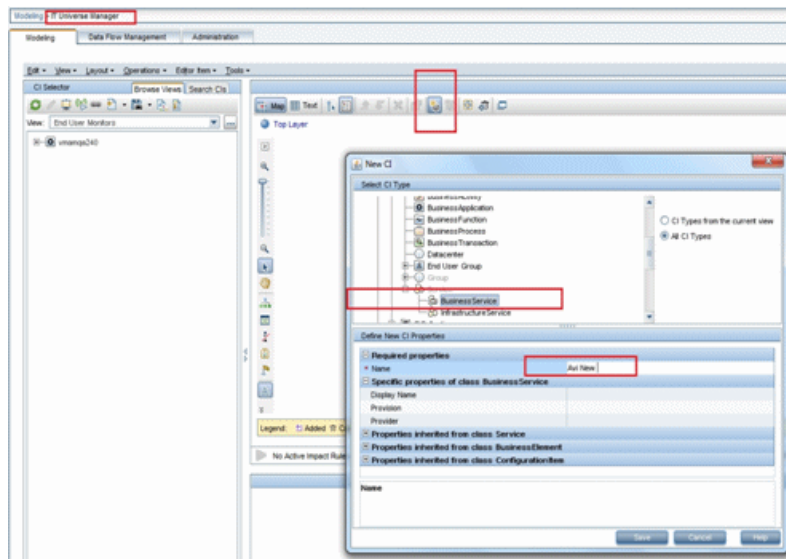 Modeling - IT Universe Manager
Modeling
Data Flow Management
Administration
Edit
View
Layout
Operations
Editor Item
Tools
CI Selector
Browse Views
Search CIs
View:
End User Monitors
vmamqa240
Map
Text
Top Layer
Legend:
Added
No Active Impact Rule
New CI
Select CI Type
BusinessActivity
BusinessApplication
BusinessFunction
BusinessProcess
BusinessTransaction
Datacenter
End User Group
Group
Service
BusinessService
InfrastructureService
CI Types from the current view
All CI Types
Define New CI Properties
Required properties
* Name
Avi New
Specific properties of class BusinessService
Display Name
Provision
Provider
Properties inherited from class Service
Properties inherited from class BusinessElement
Properties inherited from class ConfigurationItem
Name
Save
Cancel
Help